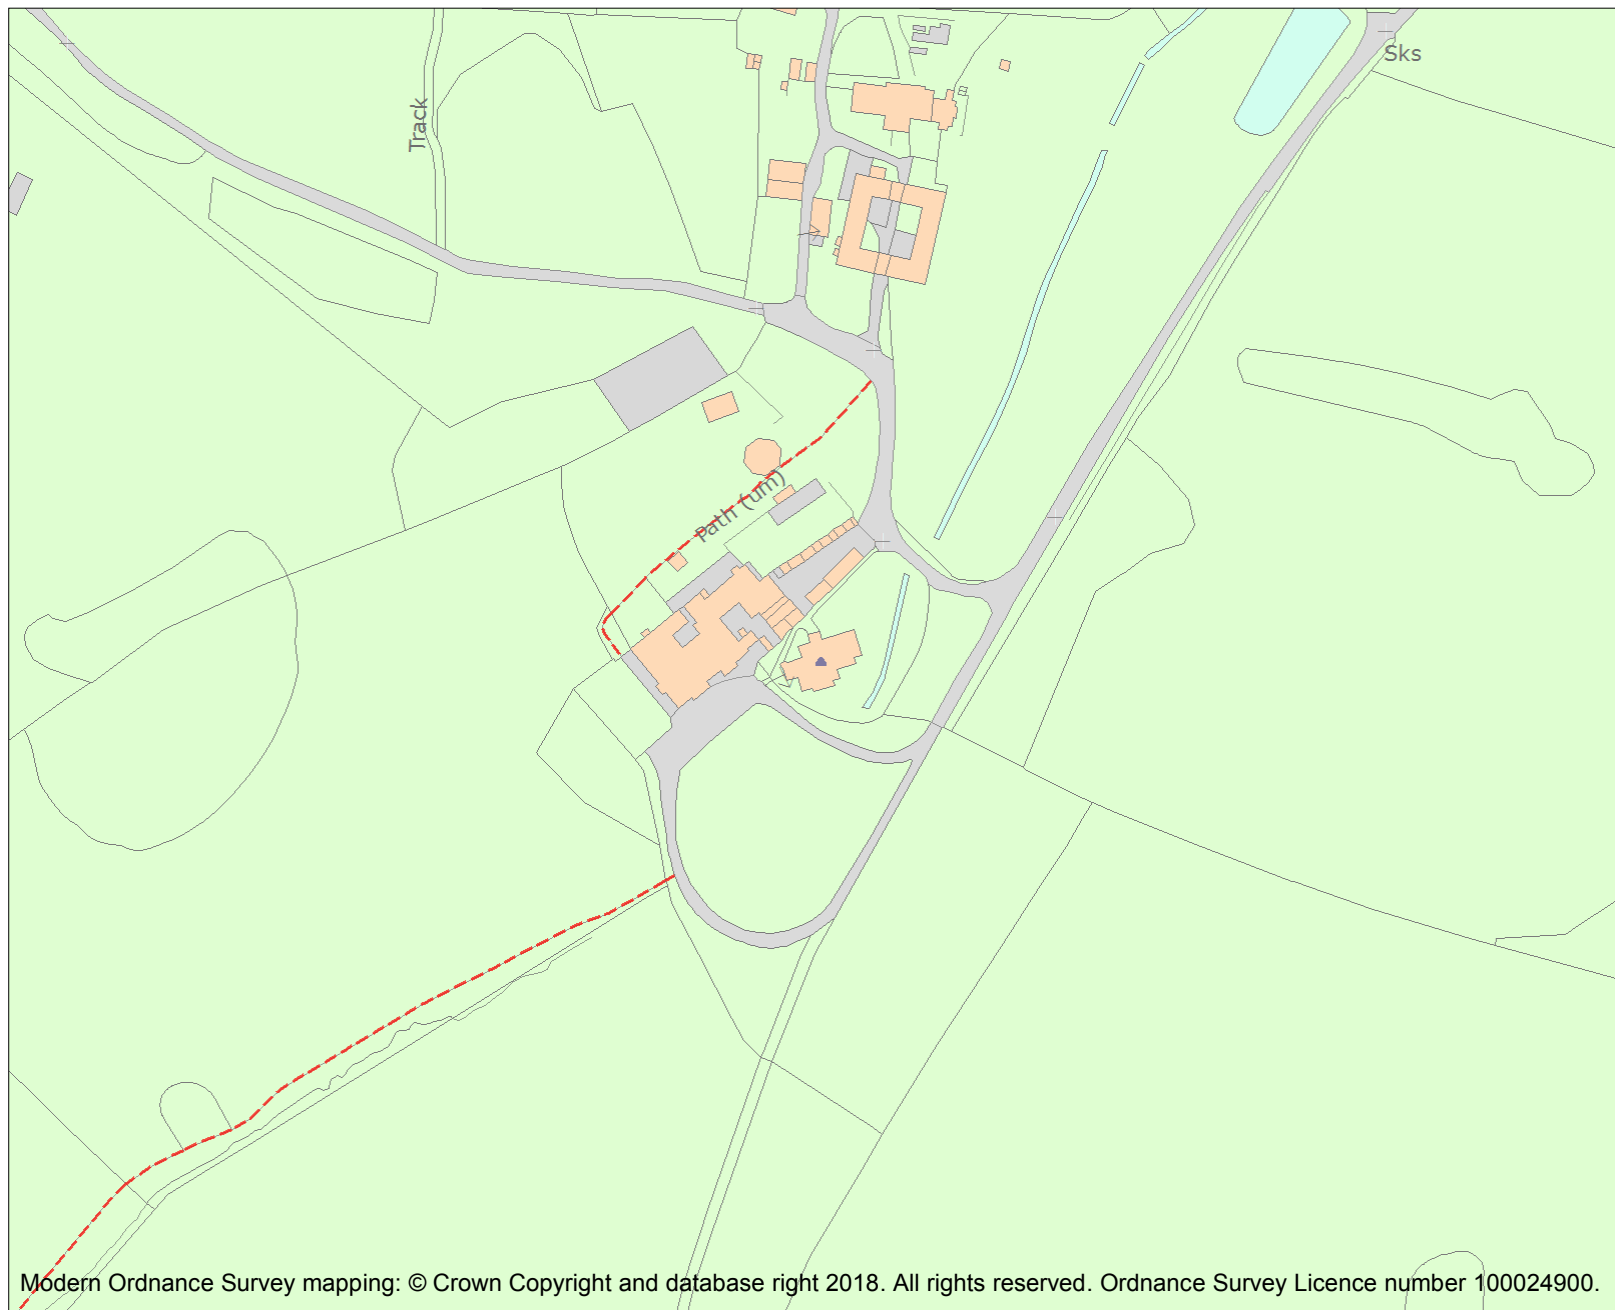 Sks
Track
Path (um)
Modern Ordnance Survey mapping: © Crown Copyright and database right 2018. All rights reserved. Ordnance Survey Licence number 100024900.